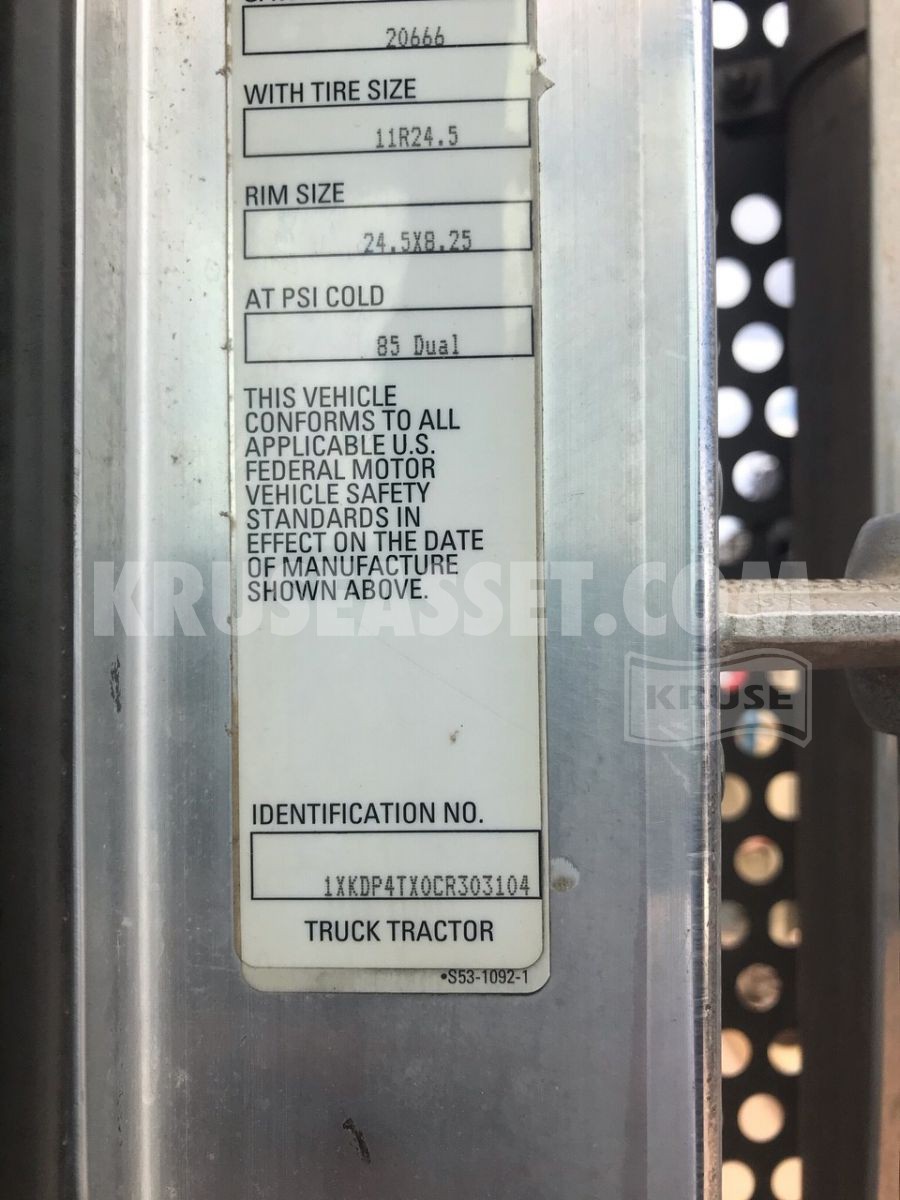 20666
WITH TIRE SIZE
11R24.5
RIM SIZE
24.5X8.25
AT PSI COLD
85 Dual
THIS VEHICLE
CONFORMS TO ALL
APPLICABLE U.S.
FEDERAL MOTOR
VEHICLE SAFETY
STANDARDS IN
EFFECT ON THE DATE
OF MANUFACTURE
SHOWN ABOVE.
KRUSEASSET.COM
KRUSE
IDENTIFICATION NO.
1XKDP4TX0CR303104
TRUCK TRACTOR
•S53-1092-1